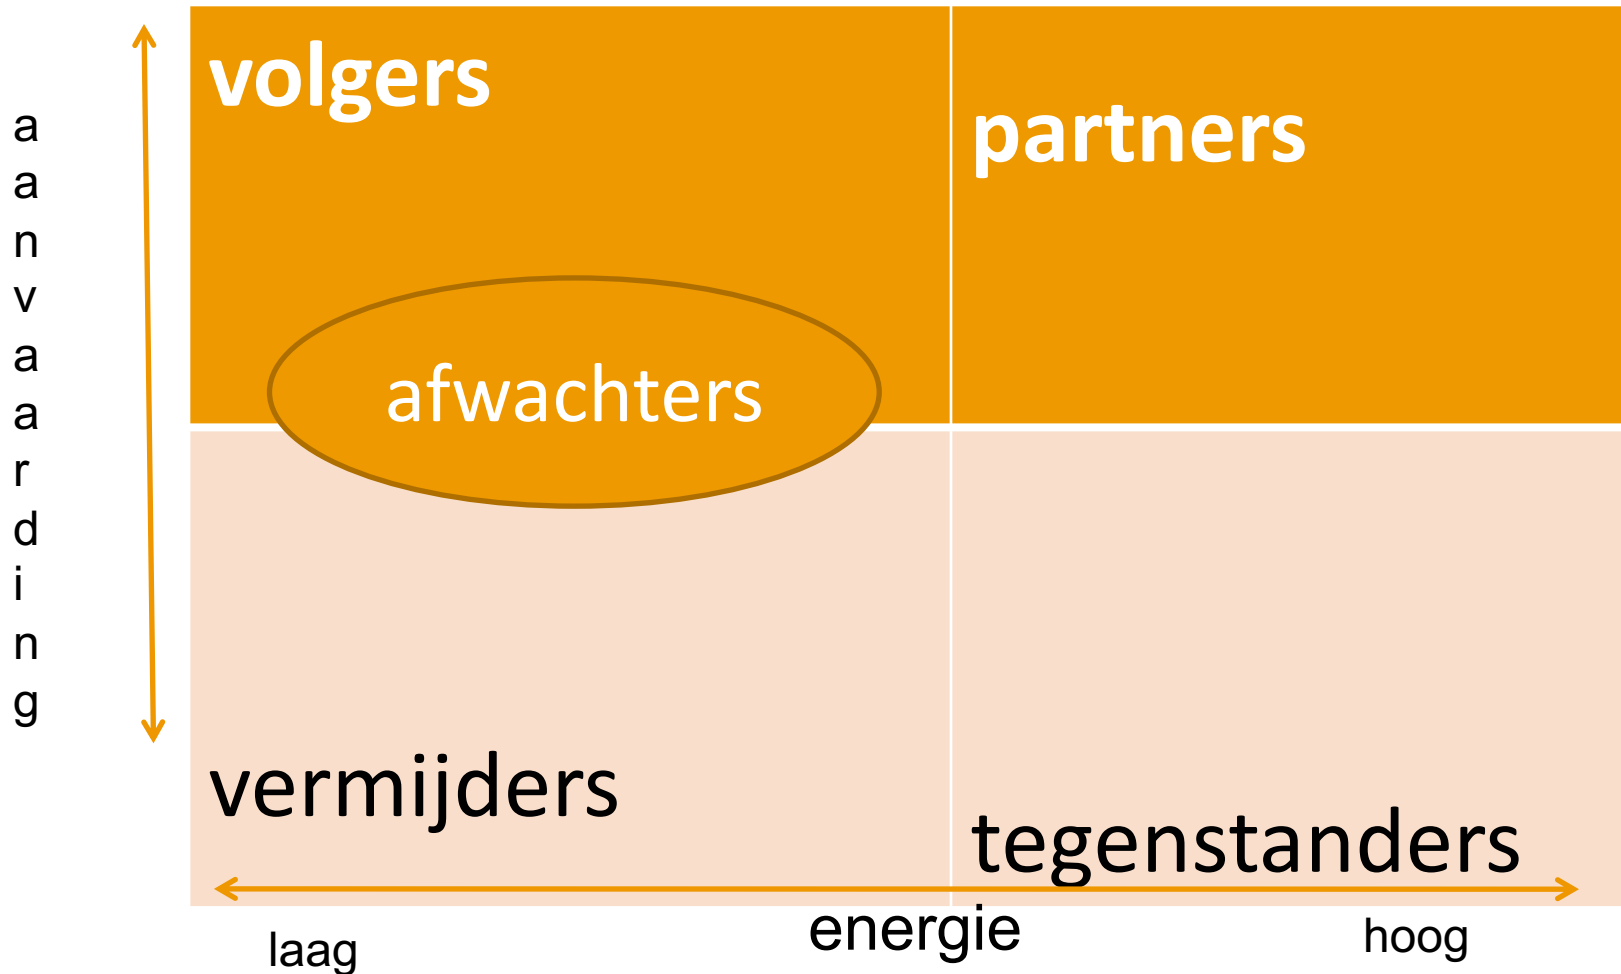 volgers
partners
a
a
n
v
a
a
r
d
i
n
g
afwachters
vermijders
tegenstanders
energie
laag
hoog